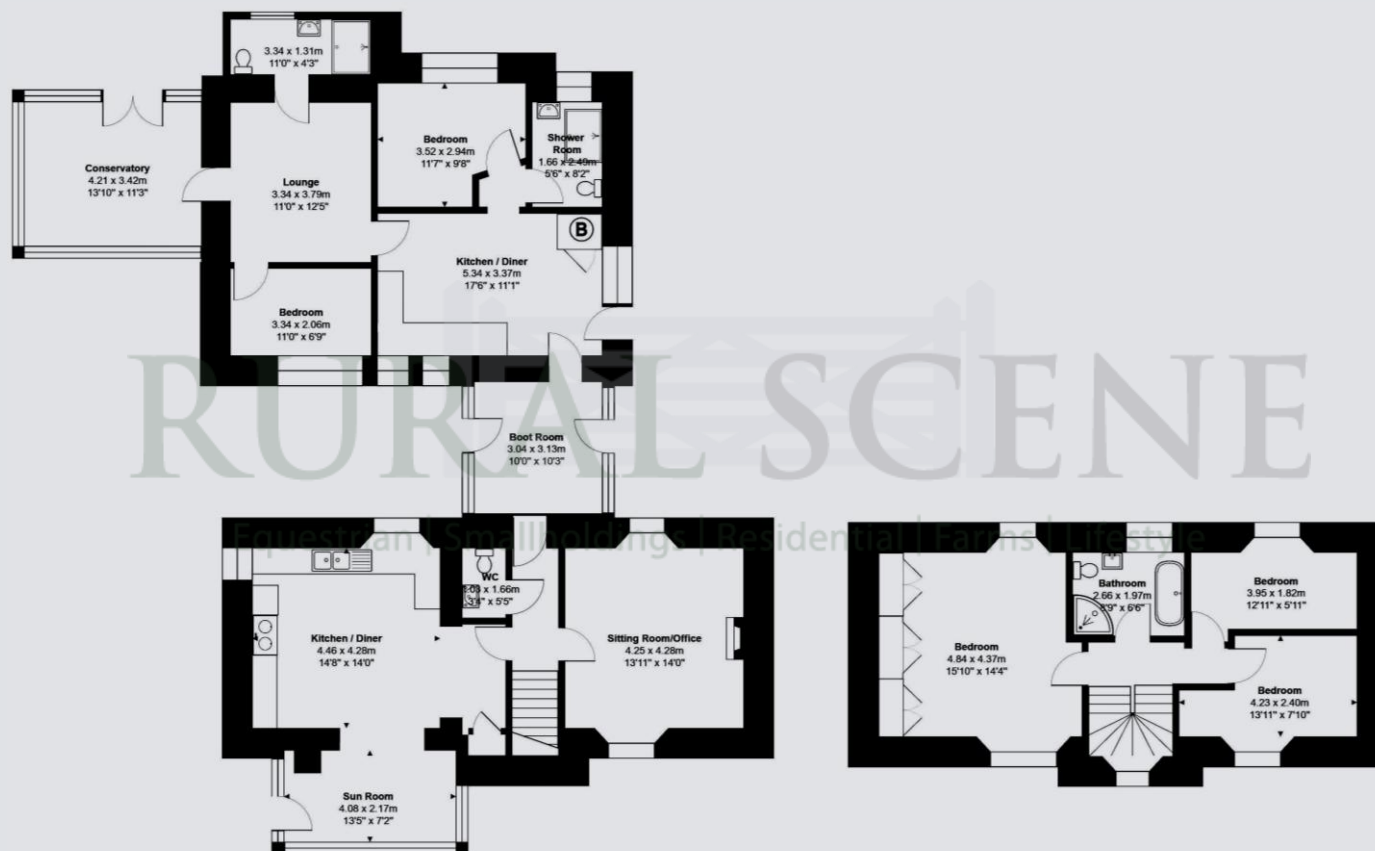 3.34 x 1.31m
11'0" x 4'3"
Conservatory
4.21 x 3.42m
13'10" x 11'3"
Lounge
3.34 x 3.79m
11'0" x 12'5"
Bedroom
3.52 x 2.94m
11'7" x 9'8"
Shower
Room
1.66 x 2.49m
5'6" x 8'2"
B
Kitchen / Diner
5.34 x 3.37m
17'6" x 11'1"
Bedroom
3.34 x 2.06m
11'0" x 6'9"
RURAL SCENE
Equestrian | Smallholdings | Residential | Farms | Lifestyle
Boot Room
3.04 x 3.13m
10'0" x 10'3"
WC
1.03 x 1.66m
3'4" x 5'5"
Kitchen / Diner
4.46 x 4.28m
14'8" x 14'0"
Sitting Room/Office
4.25 x 4.28m
13'11" x 14'0"
Sun Room
4.08 x 2.17m
13'5" x 7'2"
Bedroom
4.84 x 4.37m
15'10" x 14'4"
Bathroom
2.66 x 1.97m
8'9" x 6'6"
Bedroom
3.95 x 1.82m
12'11" x 5'11"
Bedroom
4.23 x 2.40m
13'11" x 7'10"